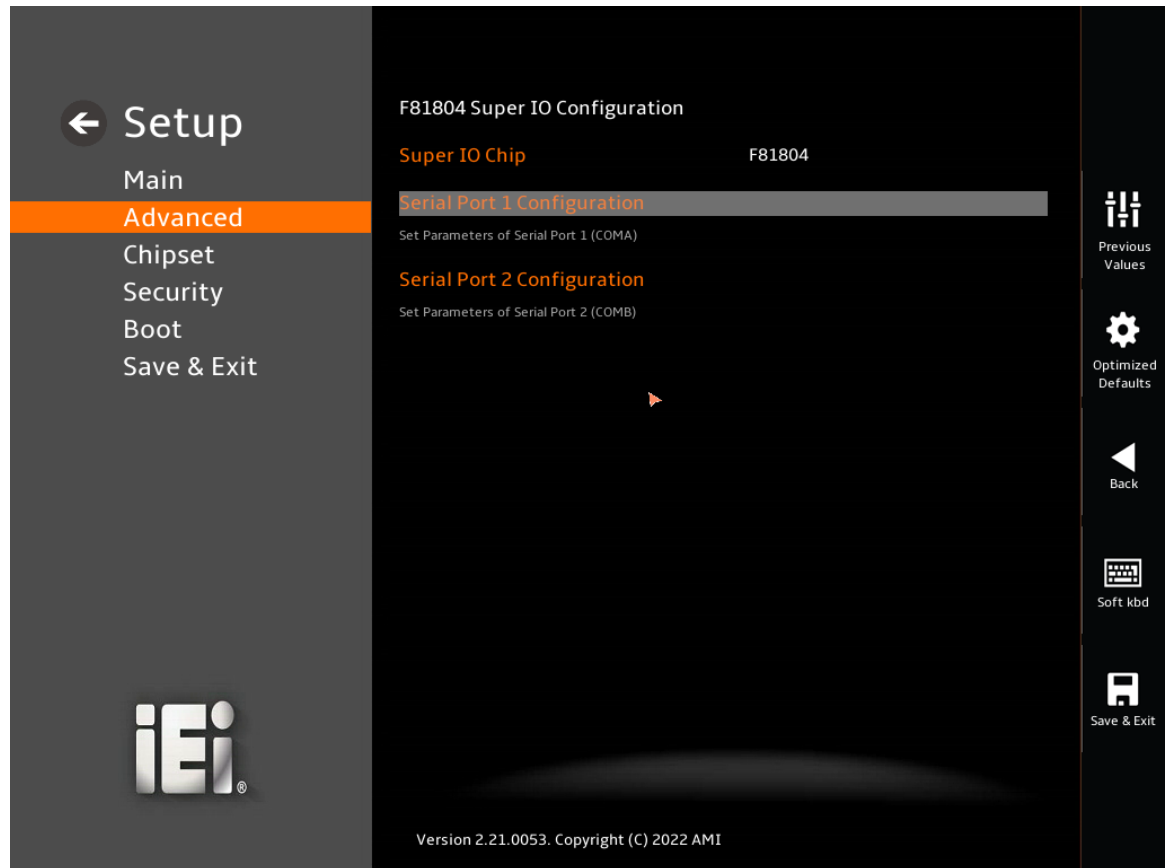 Setup
Main
Advanced
Chipset
Security
Boot
Save & Exit
iEi®
F81804 Super IO Configuration
Super IO Chip F81804
Serial Port 1 Configuration
Set Parameters of Serial Port 1 (COMA)
Serial Port 2 Configuration
Set Parameters of Serial Port 2 (COMB)
Version 2.21.0053. Copyright (C) 2022 AMI
Previous
Values
Optimized
Defaults
Back
Soft kbd
Save & Exit